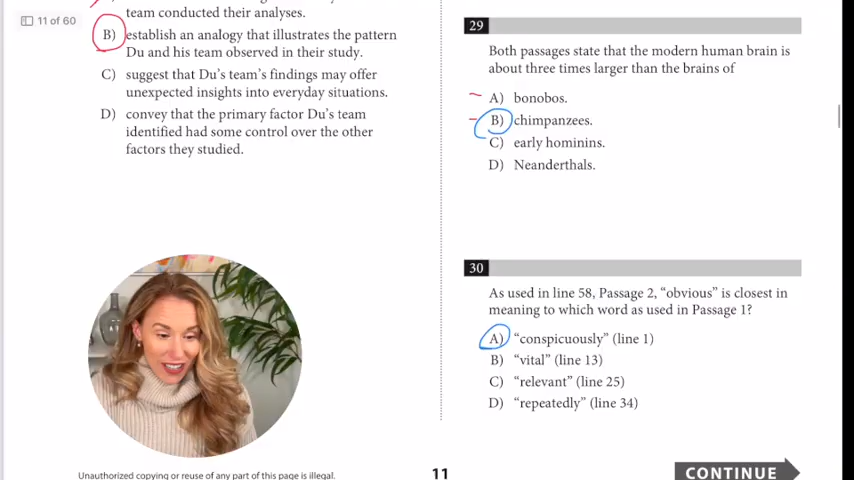 11 of 60
team conducted their analyses.
B) establish an analogy that illustrates the pattern
Du and his team observed in their study.
C) suggest that Du's team's findings may offer
unexpected insights into everyday situations.
D) convey that the primary factor Du's team
identified had some control over the other
factors they studied.
29
Both passages state that the modern human brain is
about three times larger than the brains of
A) bonobos.
B) chimpanzees.
C) early hominins.
D) Neanderthals.
30
As used in line 58, Passage 2, “obvious” is closest in
meaning to which word as used in Passage 1?
A) “conspicuously” (line 1)
B) “vital” (line 13)
C) “relevant” (line 25)
D) “repeatedly” (line 34)
Unauthorized copying or reuse of any part of this page is illegal.
11
CONTINUE